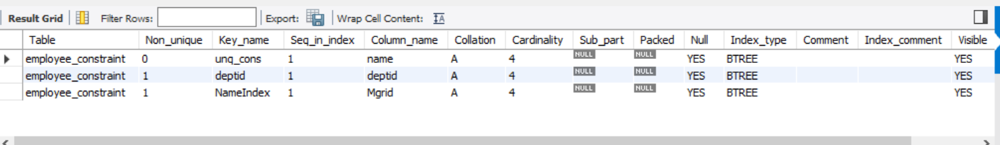 Result Grid Filter Rows: Export: Wrap Cell Content: IA
Table Non_unique Key_name Seq_in_index Column_name Collation Cardinality Sub_part Packed Null Index_type Comment Index_comment Visible
employee_constraint 0 unq_cons 1 name A 4 NULL NULL YES BTREE YES
employee_constraint 1 deptid 1 deptid A 4 NULL NULL YES BTREE YES
employee_constraint 1 NameIndex 1 Mgrid A 4 NULL NULL YES BTREE YES